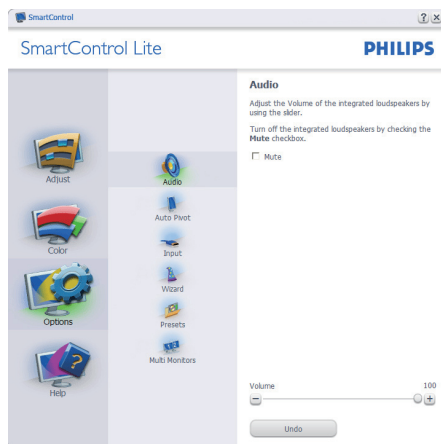 SmartControl
? x
SmartControl Lite
PHILIPS
Adjust
Color
Options
Help
Audio
Auto Pivot
Input
Wizard
Presets
Multi Monitors
Audio
Adjust the Volume of the integrated loudspeakers by
using the slider.
Turn off the integrated loudspeakers by checking the
Mute checkbox.
Mute
Volume 100
Undo